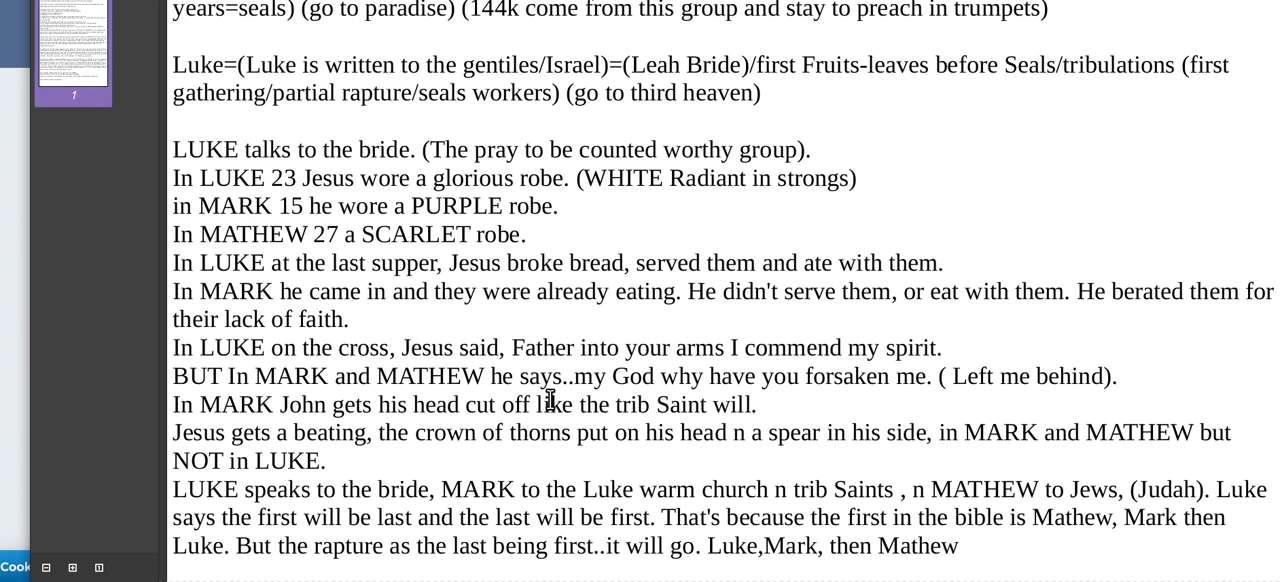 years=seals) (go to paradise) (144k come from this group and stay to preach in trumpets)
Luke=(Luke is written to the gentiles/Israel)=(Leah Bride)/first Fruits-leaves before Seals/tribulations (first
gathering/partial rapture/seals workers) (go to third heaven)
LUKE talks to the bride. (The pray to be counted worthy group).
In LUKE 23 Jesus wore a glorious robe. (WHITE Radiant in strongs)
in MARK 15 he wore a PURPLE robe.
In MATHEW 27 a SCARLET robe.
In LUKE at the last supper, Jesus broke bread, served them and ate with them.
In MARK he came in and they were already eating. He didn't serve them, or eat with them. He berated them for
their lack of faith.
In LUKE on the cross, Jesus said, Father into your arms I commend my spirit.
BUT In MARK and MATHEW he says..my God why have you forsaken me. ( Left me behind).
In MARK John gets his head cut off like the trib Saint will.
Jesus gets a beating, the crown of thorns put on his head n a spear in his side, in MARK and MATHEW but
NOT in LUKE.
LUKE speaks to the bride, MARK to the Luke warm church n trib Saints , n MATHEW to Jews, (Judah). Luke
says the first will be last and the last will be first. That's because the first in the bible is Mathew, Mark then
Luke. But the rapture as the last being first..it will go. Luke,Mark, then Mathew
1
Cook